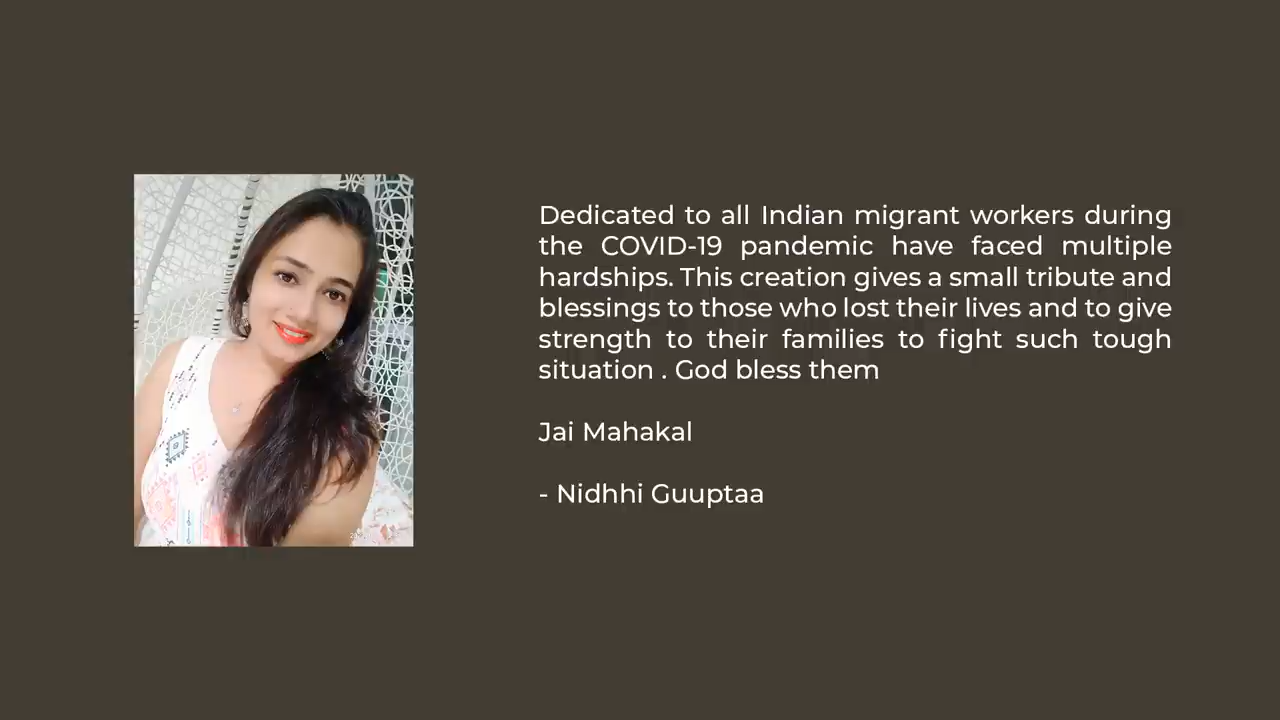 Dedicated to all Indian migrant workers during
the COVID-19 pandemic have faced multiple
hardships. This creation gives a small tribute and
blessings to those who lost their lives and to give
strength to their families to fight such tough
situation . God bless them
Jai Mahakal
- Nidhhi Guuptaa